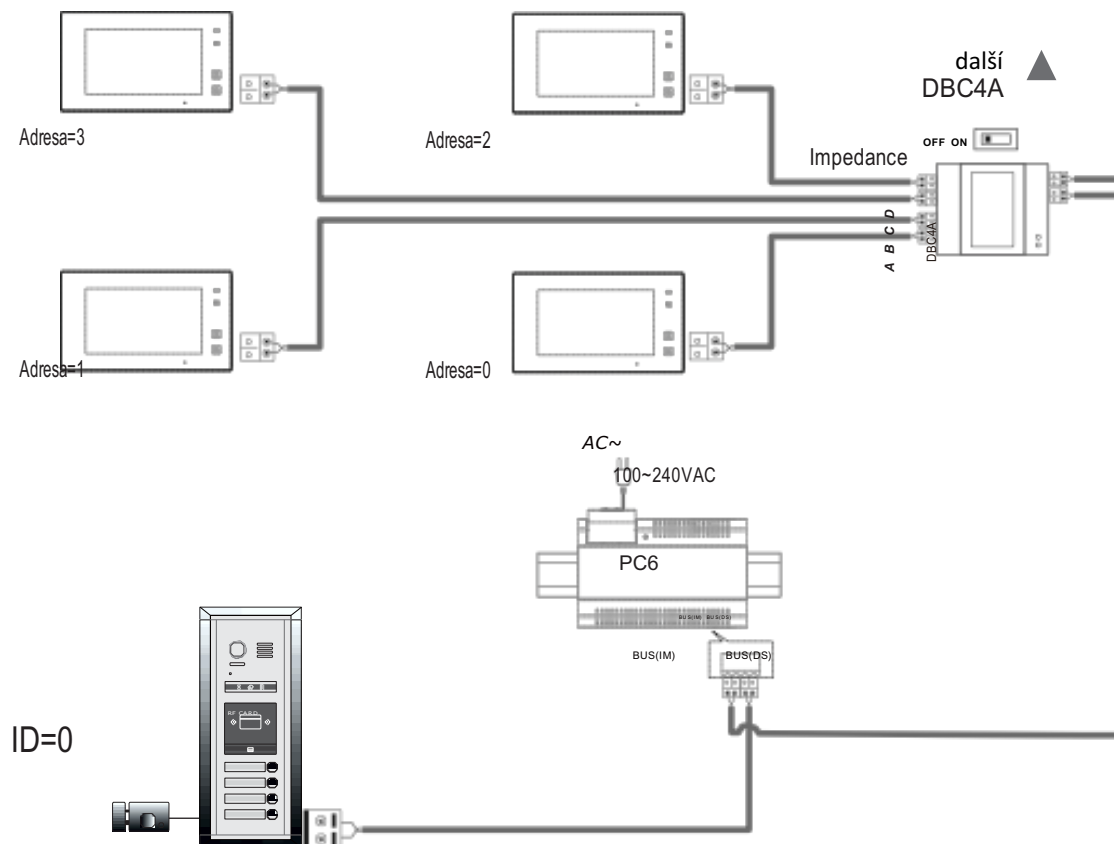 další
DBC4A
Adresa=3
Adresa=2
OFF ON
Impedance
A B C D
DBC4A
Adresa=1
Adresa=0
AC~
100~240VAC
PC6
BUS(IM) BUS(DS)
BUS(IM)
BUS(DS)
RF CARD
ID=0